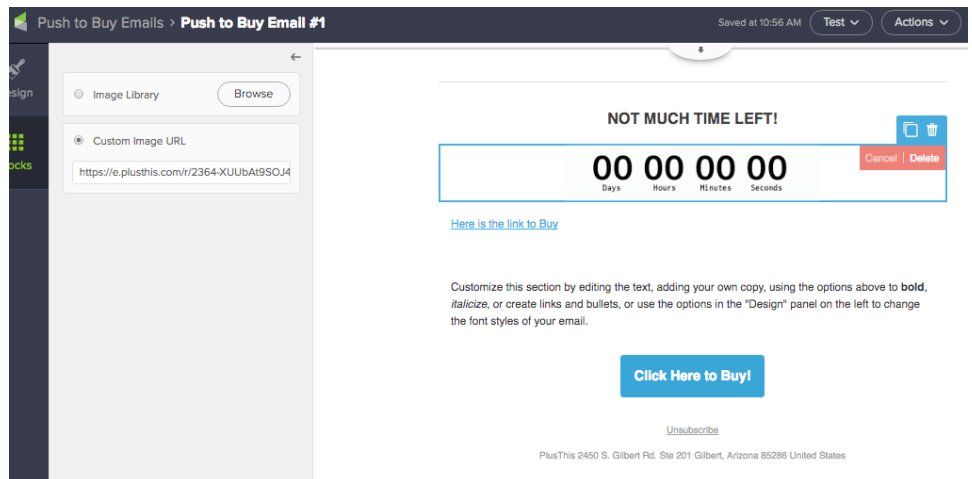 Push to Buy Emails › Push to Buy Email #1
Saved at 10:56 AM
Test
Actions
esign
ocks
Image Library
Browse
Custom Image URL
https://e.plusthis.com/r/2364-XUUbAt9SOJ4
NOT MUCH TIME LEFT!
Cancel | Delete
00 00 00 00
Days Hours Minutes Seconds
Here is the link to Buy
Customize this section by editing the text, adding your own copy, using the options above to bold,
italicize, or create links and bullets, or use the options in the "Design" panel on the left to change
the font styles of your email.
Click Here to Buy!
Unsubscribe
PlusThis 2450 S. Gilbert Rd. Ste 201 Gilbert, Arizona 85286 United States